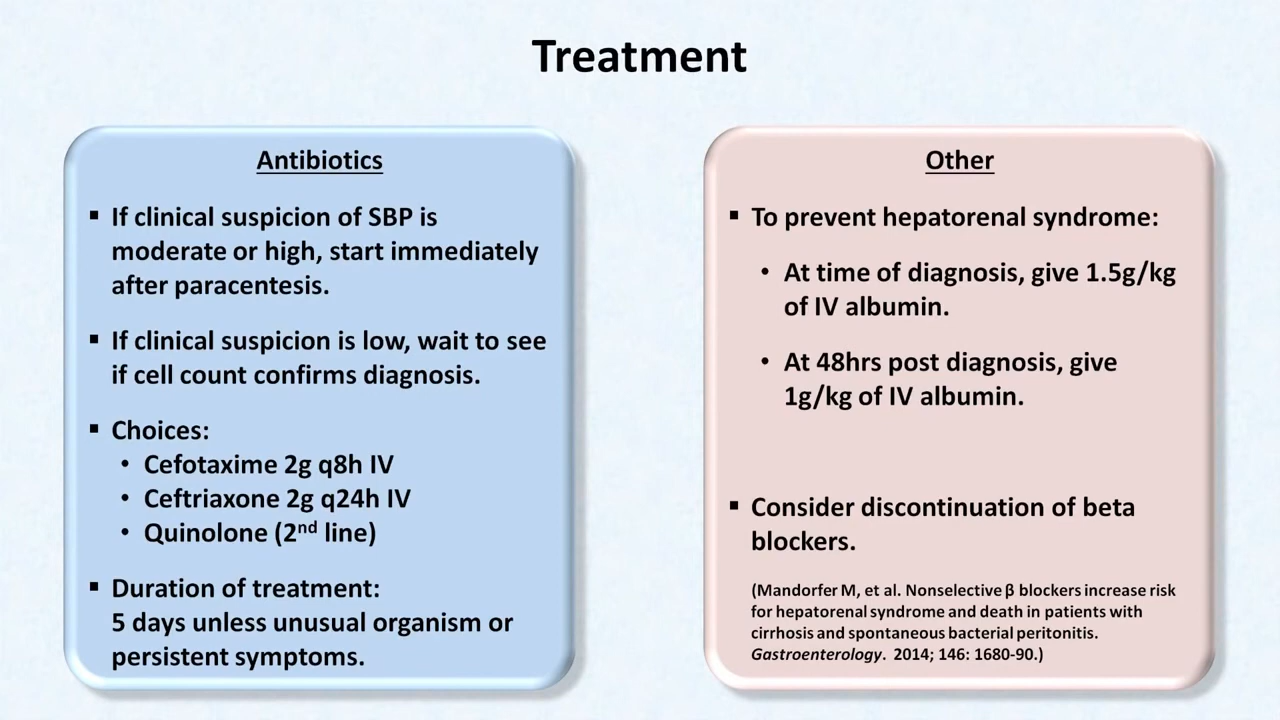 Treatment
Antibiotics
▪ If clinical suspicion of SBP is
moderate or high, start immediately
after paracentesis.
▪ If clinical suspicion is low, wait to see
if cell count confirms diagnosis.
▪ Choices:
• Cefotaxime 2g q8h IV
• Ceftriaxone 2g q24h IV
• Quinolone (2nd line)
▪ Duration of treatment:
5 days unless unusual organism or
persistent symptoms.
Other
▪ To prevent hepatorenal syndrome:
• At time of diagnosis, give 1.5g/kg
of IV albumin.
• At 48hrs post diagnosis, give
1g/kg of IV albumin.
▪ Consider discontinuation of beta
blockers.
(Mandorfer M, et al. Nonselective β blockers increase risk
for hepatorenal syndrome and death in patients with
cirrhosis and spontaneous bacterial peritonitis.
Gastroenterology. 2014; 146: 1680-90.)